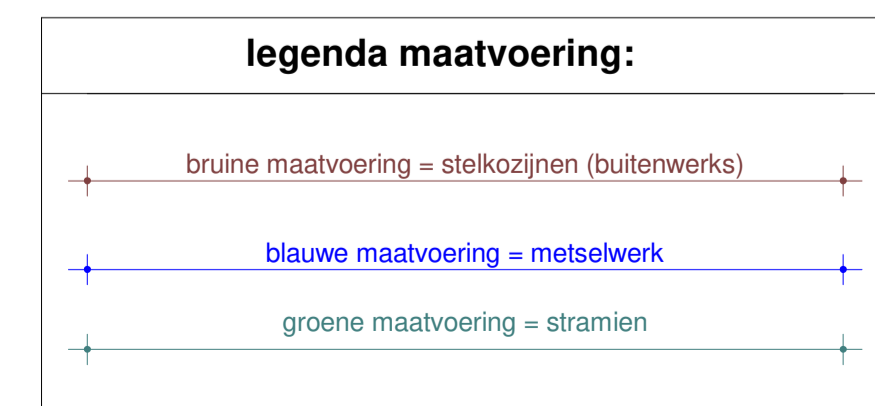 legenda maatvoering:
bruine maatvoering = stelkozijnen (buitenwerks)
blauwe maatvoering = metselwerk
groene maatvoering = stramien